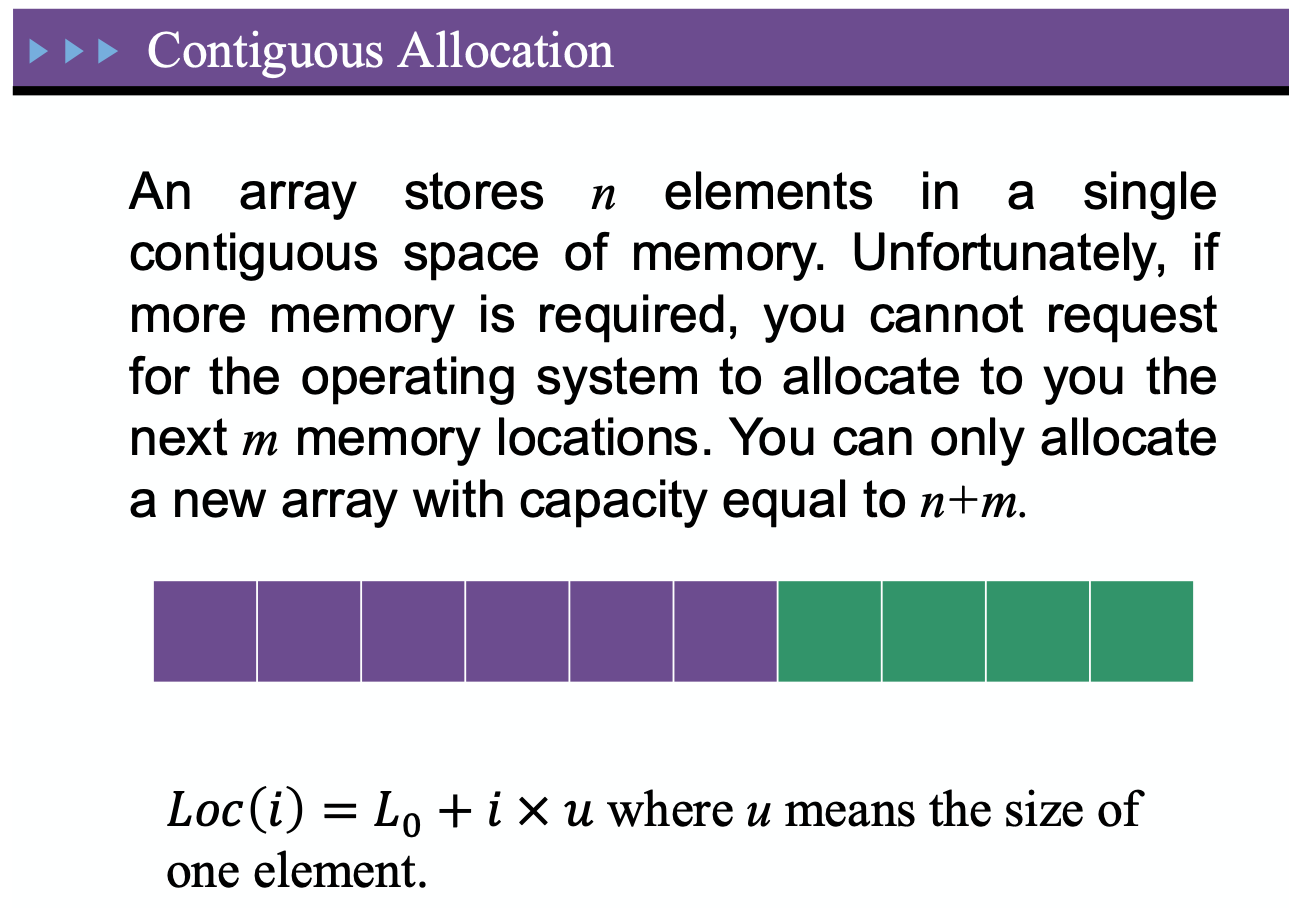 Contiguous Allocation
An array stores n elements in a single
contiguous space of memory. Unfortunately, if
more memory is required, you cannot request
for the operating system to allocate to you the
next m memory locations. You can only allocate
a new array with capacity equal to n+m.
Loc(i) = L₀ + i × u where u means the size of
one element.